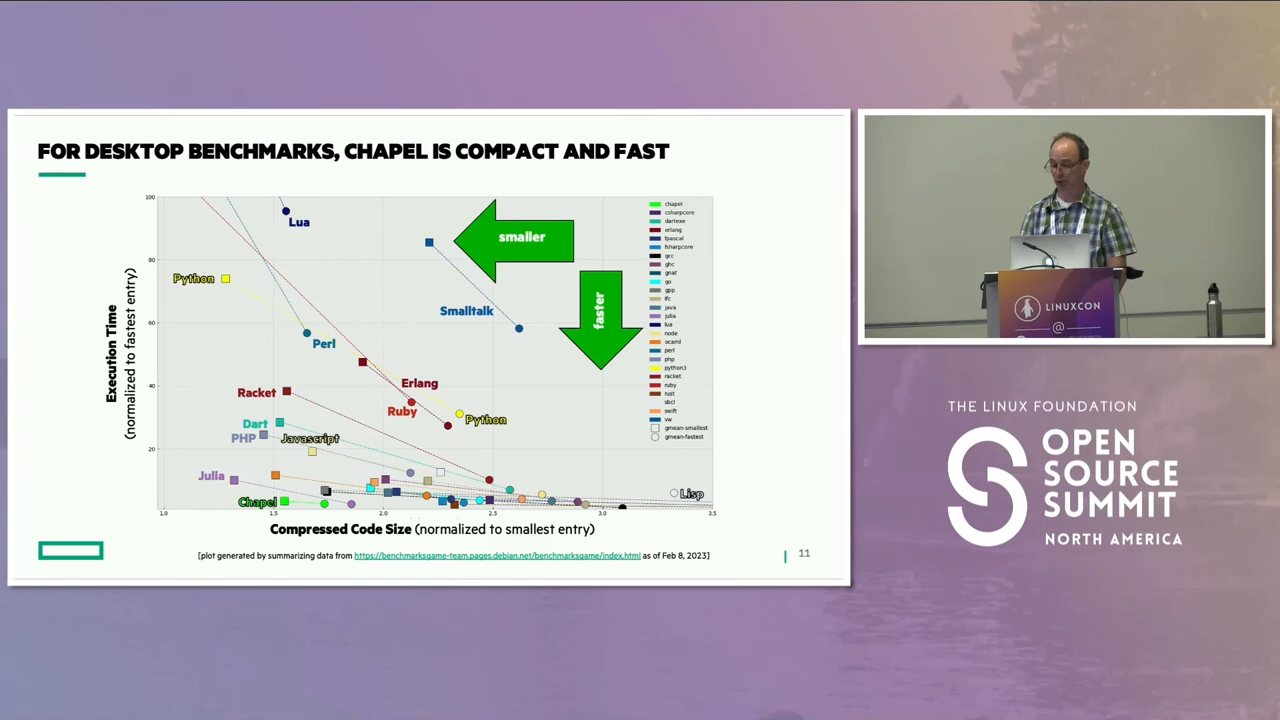 FOR DESKTOP BENCHMARKS, CHAPEL IS COMPACT AND FAST
Execution Time
(normalized to fastest entry)
100
80
60
40
20
Lua
Python
Perl
Smalltalk
Racket
Erlang
Ruby
Python
Dart
PHP
Javascript
Julia
Chapel
Lisp
smaller
faster
chapel
csharpcore
dartexe
erlang
fpascal
fsharpcore
gcc
ghc
gnat
go
gpp
ifc
java
julia
lua
node
ocaml
perl
php
python3
racket
ruby
rust
sbcl
swift
vw
gmean-smallest
gmean-fastest
1.0
1.5
2.0
2.5
3.0
3.5
Compressed Code Size (normalized to smallest entry)
[plot generated by summarizing data from https://benchmarksgame-team.pages.debian.net/benchmarksgame/index.html as of Feb 8, 2023]
11
LINUXCON
@
THE LINUX FOUNDATION
OPEN
SOURCE
SUMMIT
NORTH AMERICA